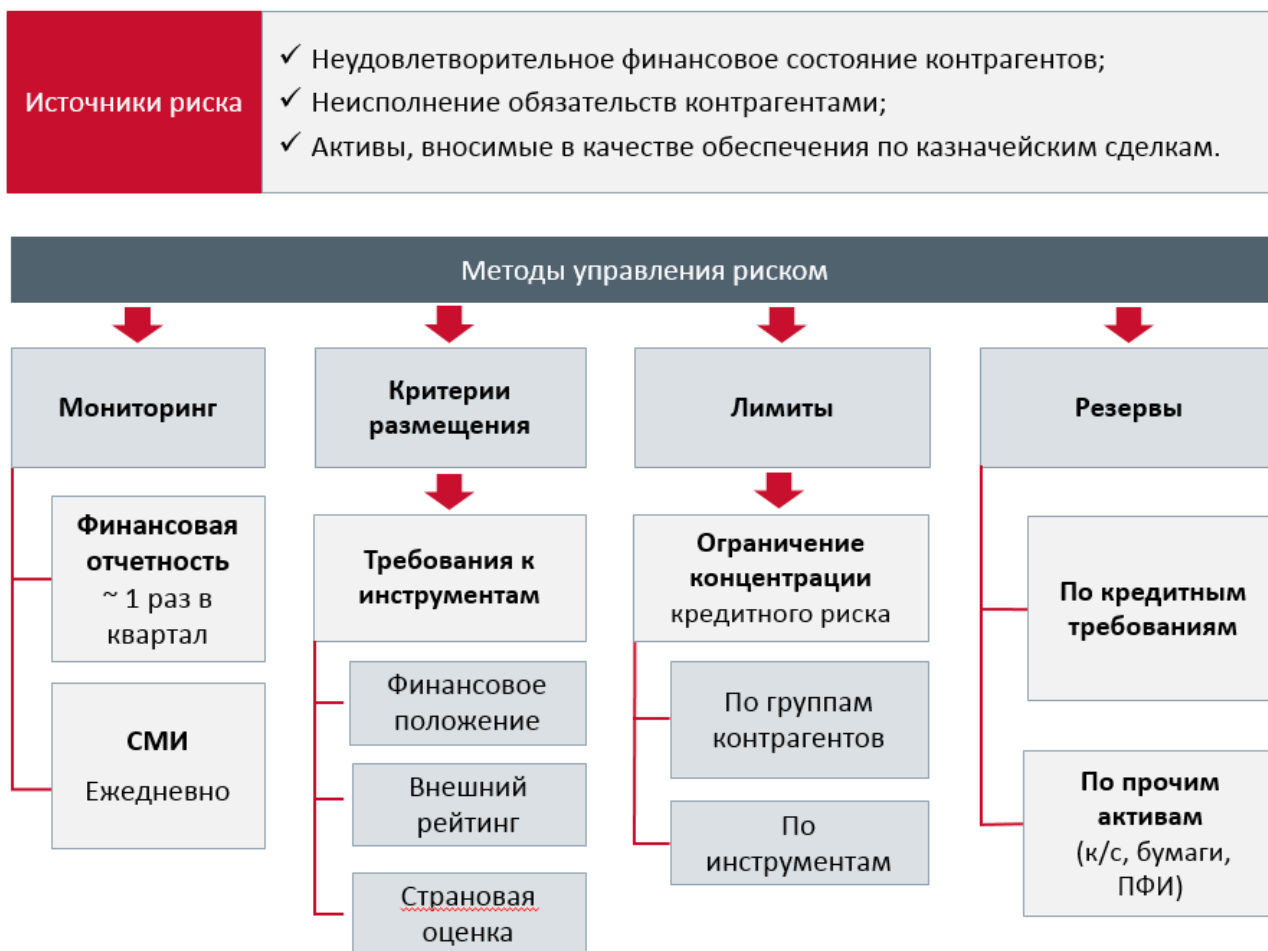 Источники риска
✓ Неудовлетворительное финансовое состояние контрагентов;
✓ Неисполнение обязательств контрагентами;
✓ Активы, вносимые в качестве обеспечения по казначейским сделкам.
Методы управления риском
Мониторинг
Финансовая
отчетность
~ 1 раз в
квартал
СМИ
Ежедневно
Критерии
размещения
Требования к
инструментам
Финансовое
положение
Внешний
рейтинг
Страновая
оценка
Лимиты
Ограничение
концентрации
кредитного риска
По группам
контрагентов
По
инструментам
Резервы
По кредитным
требованиям
По прочим
активам
(к/с, бумаги,
ПФИ)